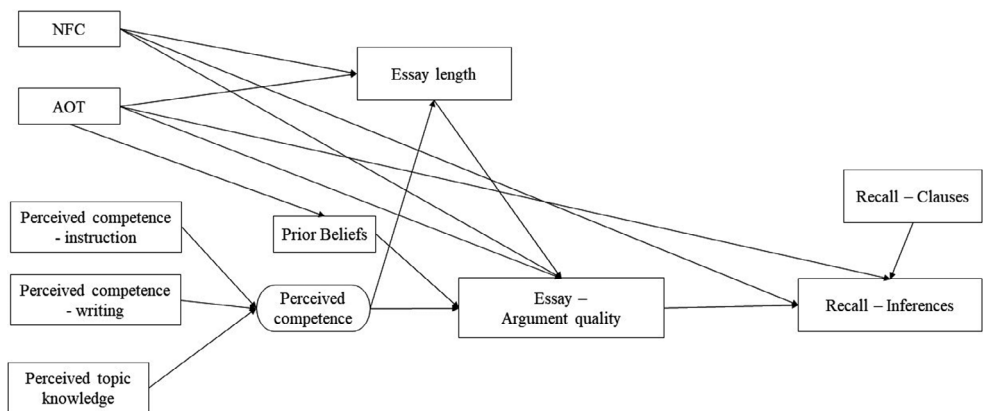 NFC
Essay length
AOT
Recall – Clauses
Perceived competence
- instruction
Prior Beliefs
Perceived competence
- writing
Perceived
competence
Essay –
Argument quality
Recall – Inferences
Perceived topic
knowledge